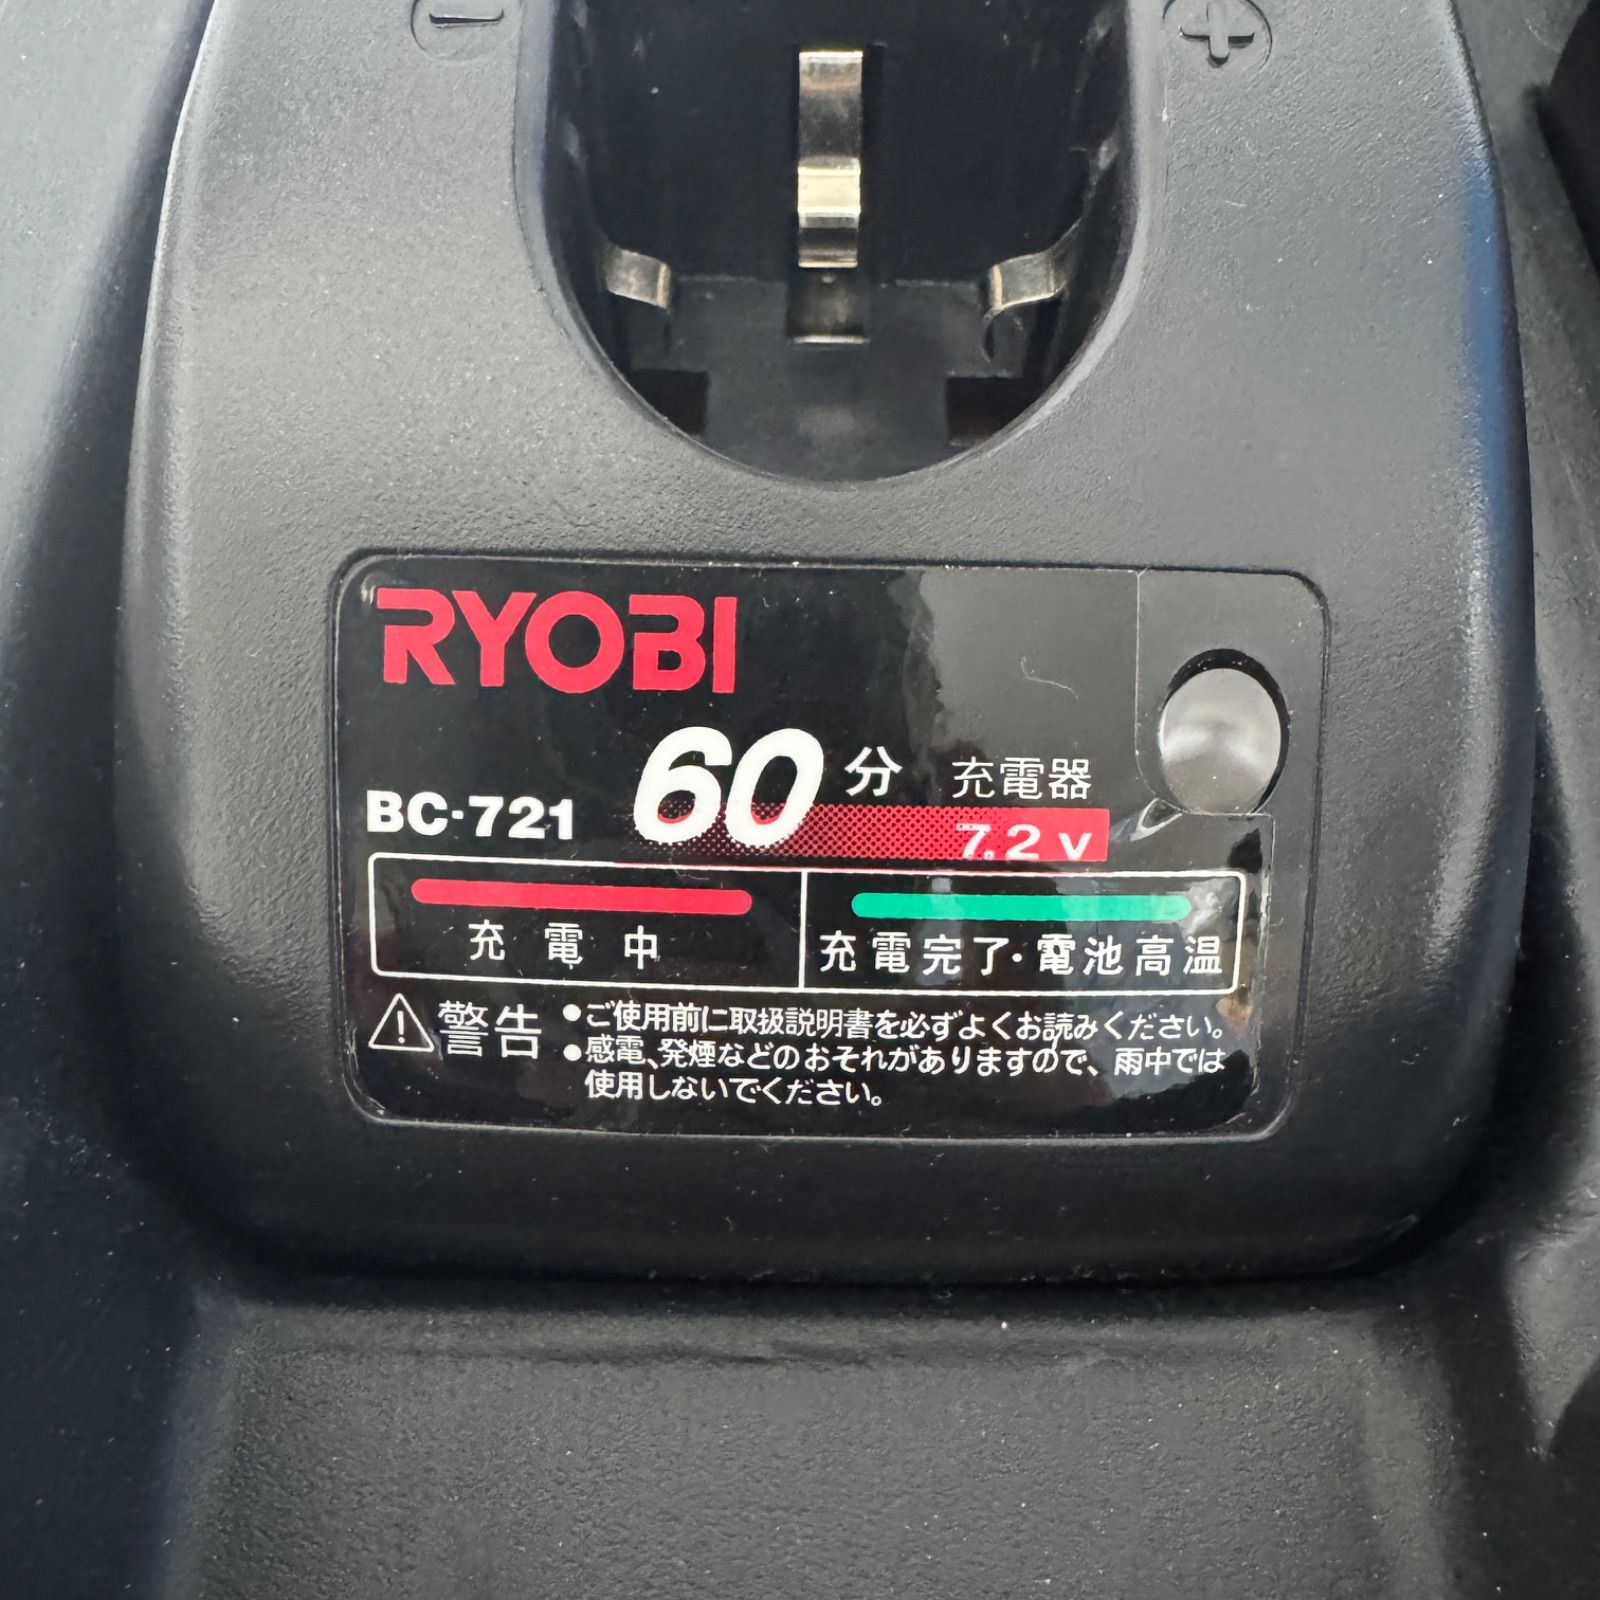 − +
RYOBI
BC-721 60分 充電器
7.2V
充電中 充電完了・電池高温
警告 ●ご使用前に取扱説明書を必ずよくお読みください。
●感電、発煙などのおそれがありますので、雨中では
使用しないでください。